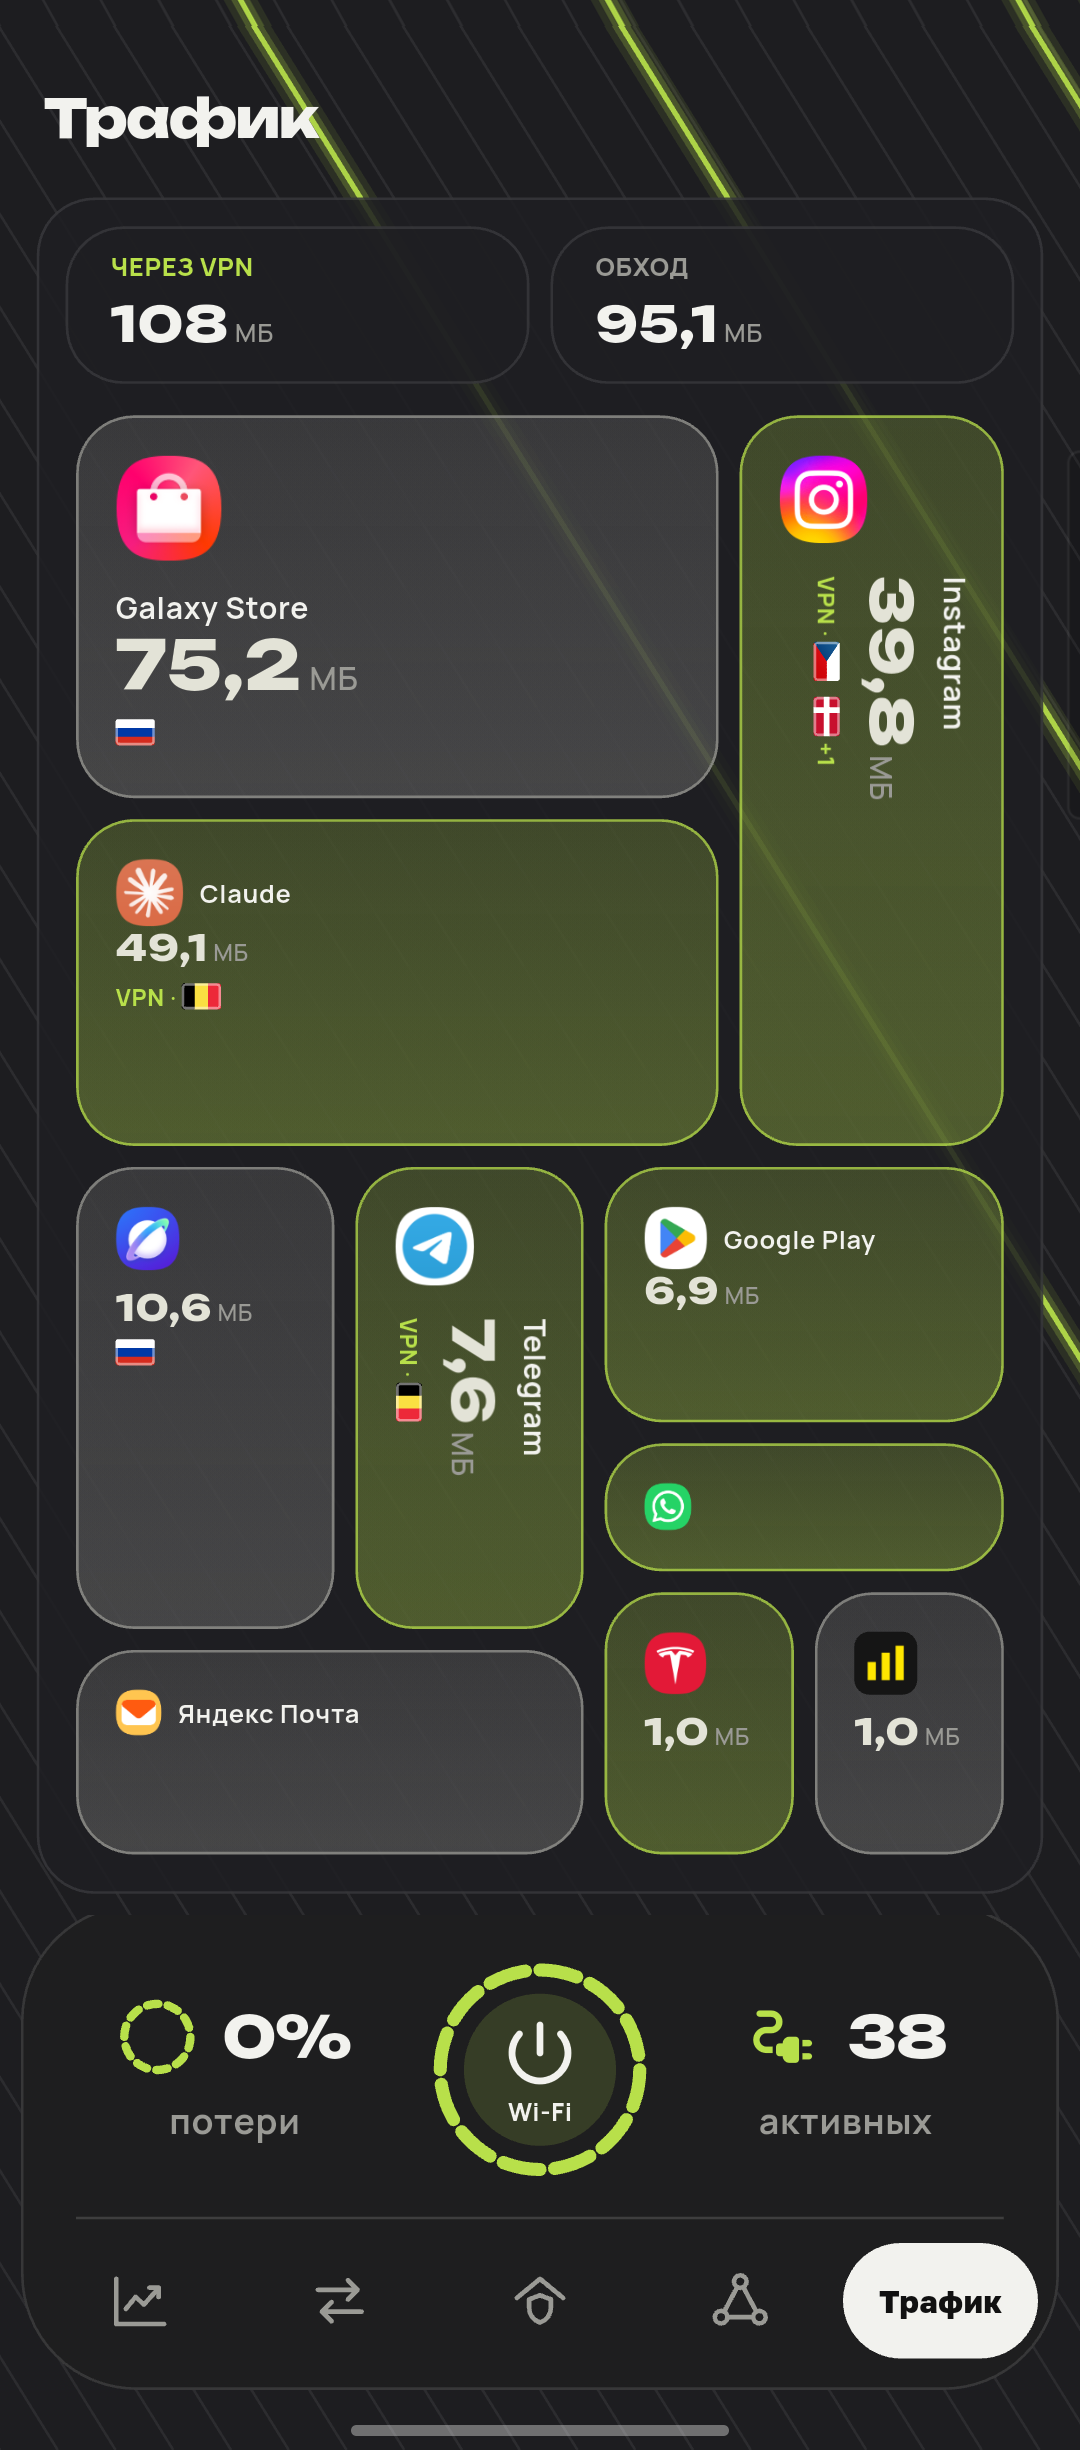 Трафик
ЧЕРЕЗ VPN
108 МБ
ОБХОД
95,1 МБ
Galaxy Store
75,2 МБ
Instagram
39,8 МБ
VPN · +1
Claude
49,1 МБ
VPN ·
10,6 МБ
Telegram
7,6 МБ
VPN ·
Google Play
6,9 МБ
Яндекс Почта
1,0 МБ
1,0 МБ
0%
потери
Wi-Fi
38
активных
Трафик